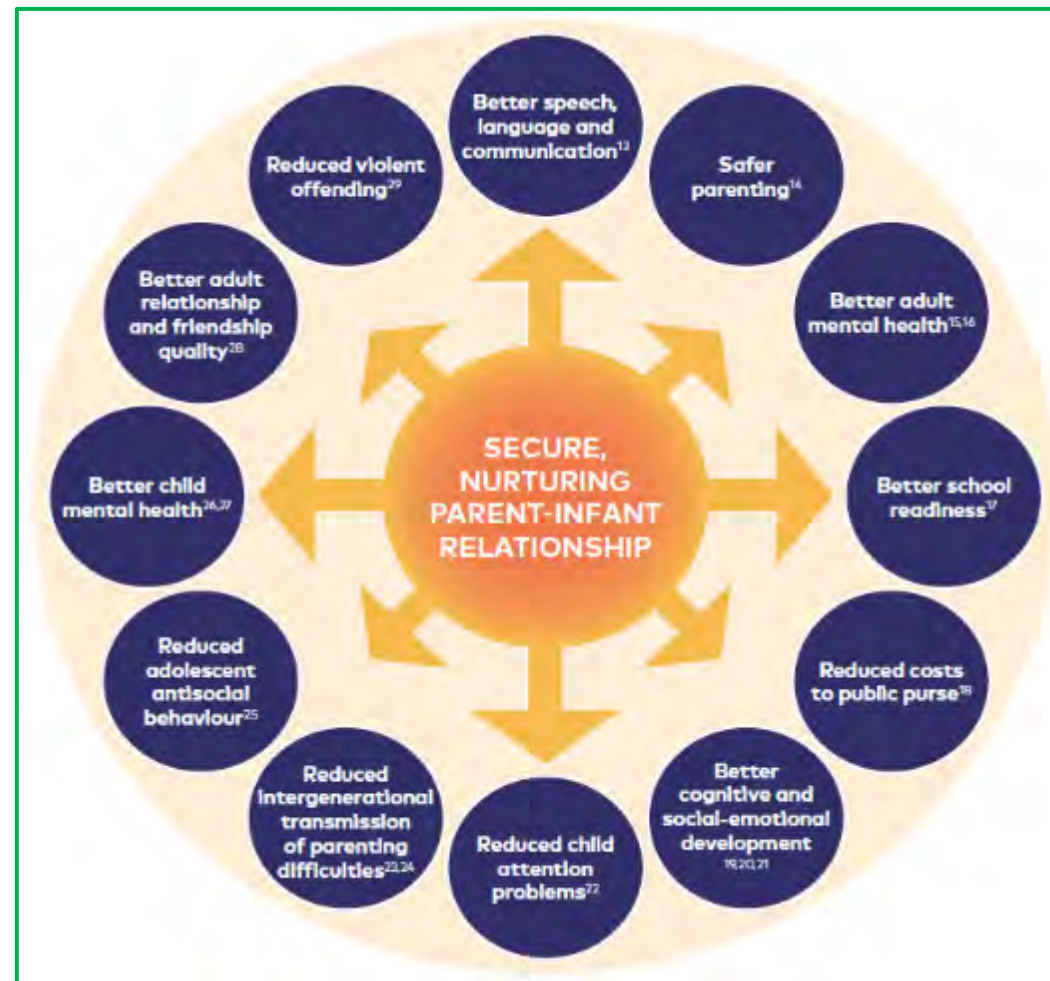 Better speech,
language and
communication¹³
Safer
parenting¹⁴
Better adult
mental health¹⁵,¹⁶
Better school
readiness¹⁷
Reduced costs
to public purse¹⁸
Better
cognitive and
social-emotional
development
¹⁹,²⁰,²¹
Reduced child
attention
problems²²
Reduced
intergenerational
transmission
of parenting
difficulties²³,²⁴
Reduced
adolescent
antisocial
behaviour²⁵
Better child
mental health²⁶,²⁷
Better adult
relationship
and friendship
quality²⁸
Reduced violent
offending²⁹
SECURE,
NURTURING
PARENT-INFANT
RELATIONSHIP